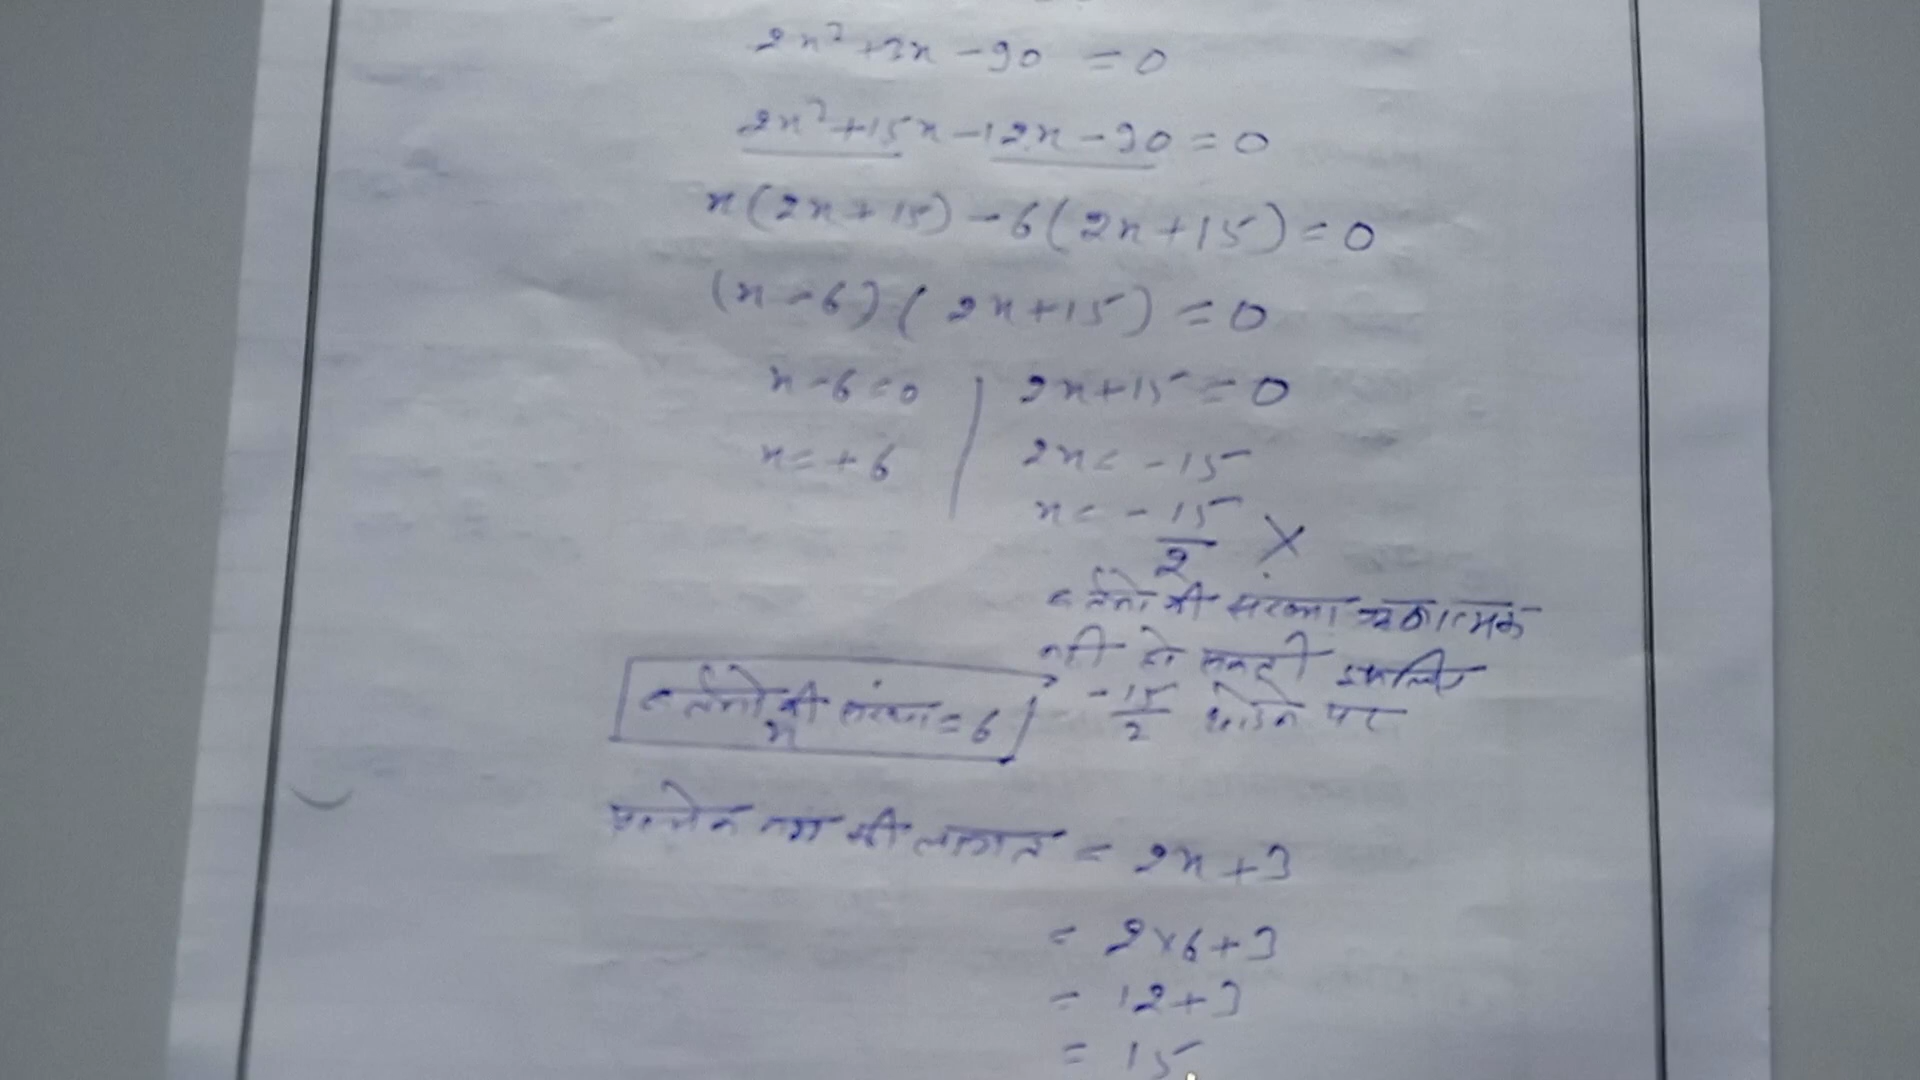 2x² + 3x - 90 = 0
2x² + 15x - 12x - 90 = 0
x(2x + 15) - 6(2x + 15) = 0
(x - 6)(2x + 15) = 0
x - 6 = 0 | 2x + 15 = 0
x = + 6 | 2x = - 15
x = - 15/2 ×
बर्तनों की संख्या ऋणात्मक
नही हो सकती इसलिए
- 15/2 छोडने पर
बर्तनों की संख्या = 6
x
प्रत्येक नग की लागत = 2x + 3
= 2 × 6 + 3
= 12 + 3
= 15